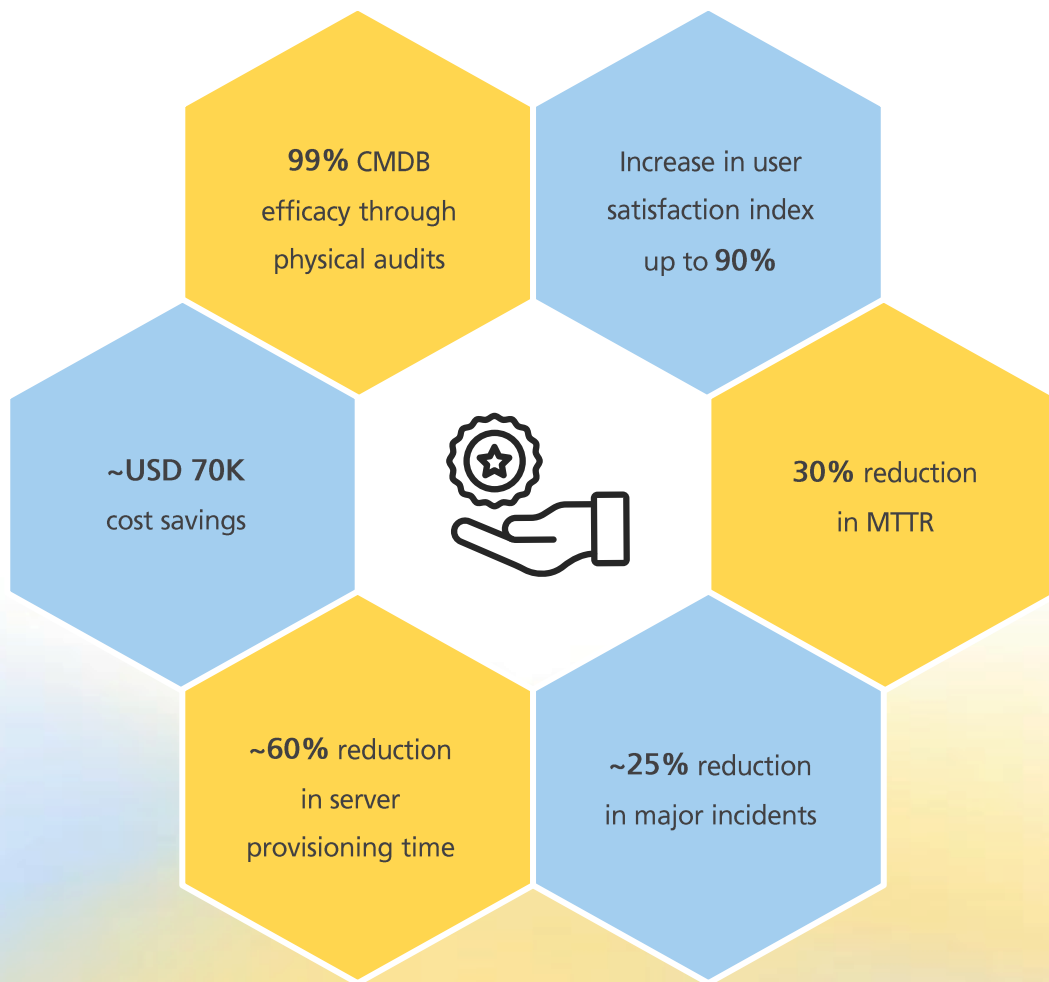 99% CMDB
efficacy through
physical audits
Increase in user
satisfaction index
up to 90%
~USD 70K
cost savings
30% reduction
in MTTR
~60% reduction
in server
provisioning time
~25% reduction
in major incidents